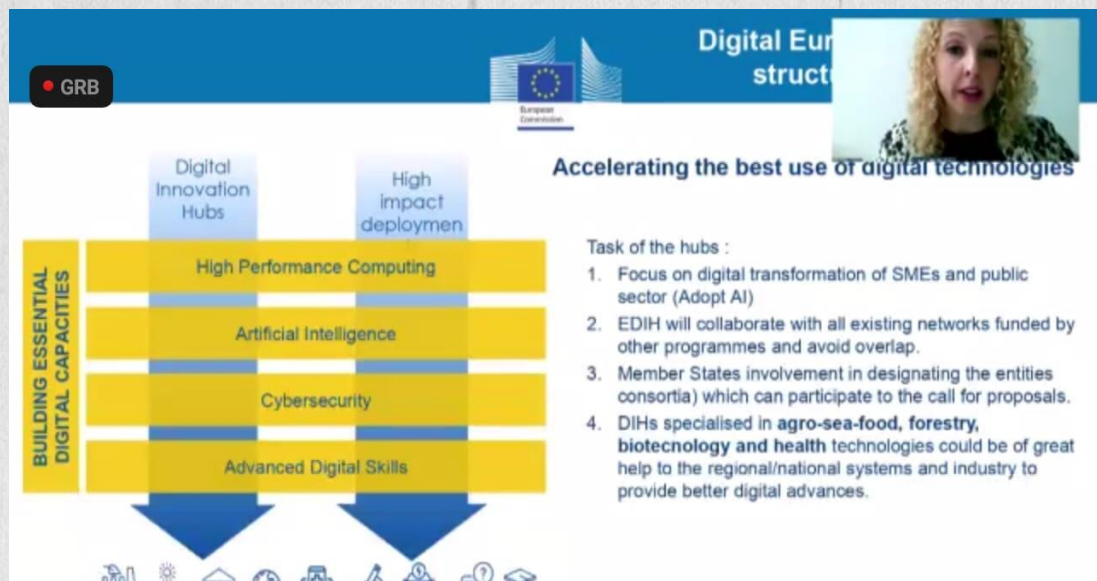 Digital Eur
struct
GRB
European
Commission
Accelerating the best use of digital technologies
Digital
Innovation
Hubs
High
impact
deploymen
BUILDING ESSENTIAL
DIGITAL CAPACITIES
High Performance Computing
Artificial Intelligence
Cybersecurity
Advanced Digital Skills
Task of the hubs :
1. Focus on digital transformation of SMEs and public
sector (Adopt AI)
2. EDIH will collaborate with all existing networks funded by
other programmes and avoid overlap.
3. Member States involvement in designating the entities
consortia) which can participate to the call for proposals.
4. DIHs specialised in agro-sea-food, forestry,
biotecnology and health technologies could be of great
help to the regional/national systems and industry to
provide better digital advances.